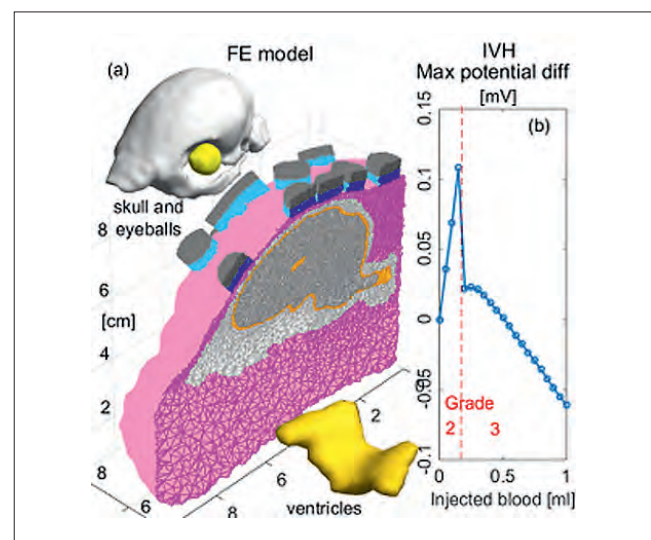 FE model
(a)
skull and
eyeballs
8
6
[cm]
4
2
8
6
8
6
2
ventricles
IVH
Max potential diff
[mV]
(b)
0.15
0.1
0.05
0
-0.1
Grade
2 3
0 0.5 1
Injected blood [ml]